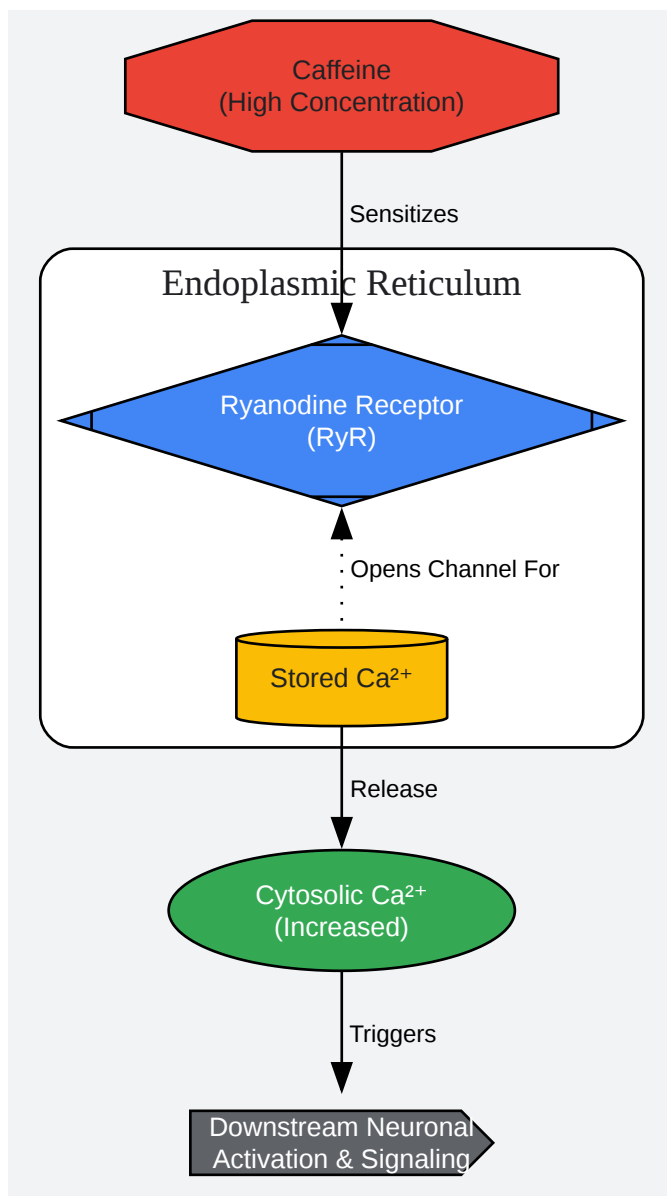 Caffeine
(High Concentration)
Sensitizes
Endoplasmic Reticulum
Ryanodine Receptor
(RyR)
Opens Channel For
Stored Ca²⁺
Release
Cytosolic Ca²⁺
(Increased)
Triggers
Downstream Neuronal
Activation & Signaling